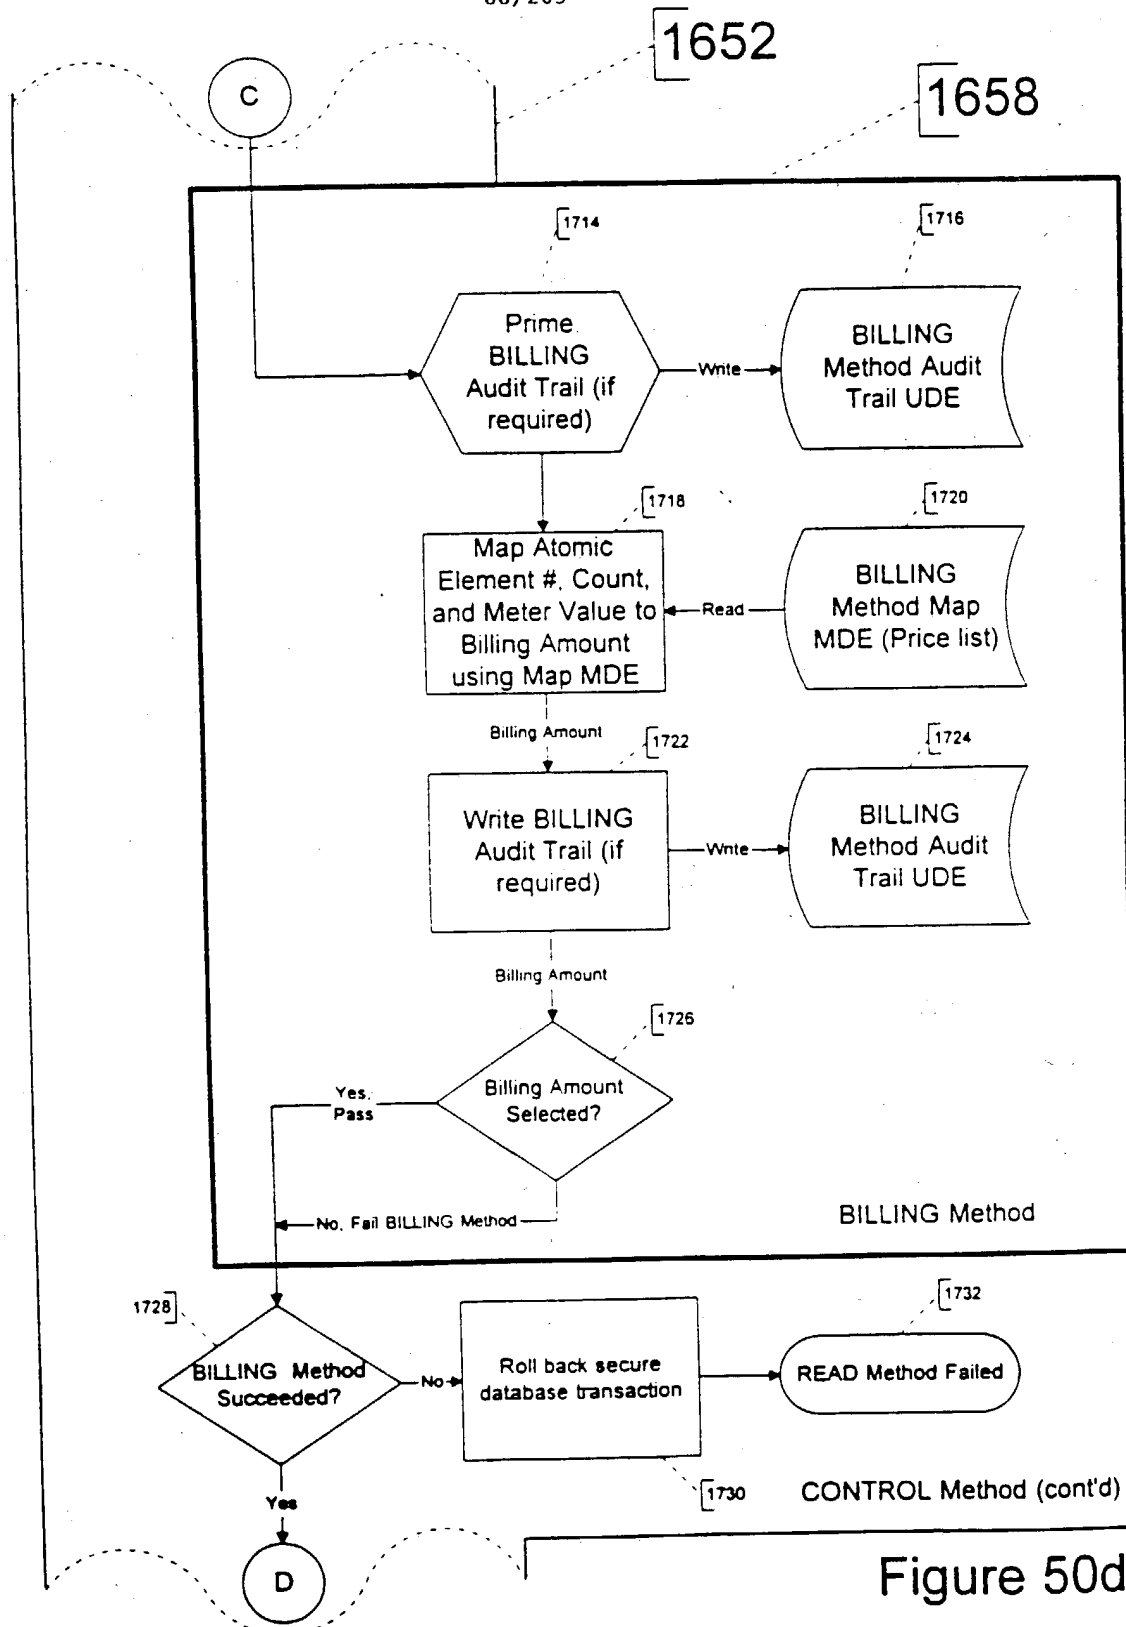 1652
1658
C
1714
1716
Prime
BILLING
Audit Trail (if
required)
Write
BILLING
Method Audit
Trail UDE
1718
1720
Map Atomic
Element #, Count,
and Meter Value to
Billing Amount
using Map MDE
Read
BILLING
Method Map
MDE (Price list)
Billing Amount
1722
1724
Write BILLING
Audit Trail (if
required)
Write
BILLING
Method Audit
Trail UDE
Billing Amount
1726
Billing Amount
Selected?
Yes,
Pass
No, Fail BILLING Method
BILLING Method
1728
1732
BILLING Method
Succeeded?
No
Roll back secure
database transaction
READ Method Failed
1730
CONTROL Method (cont'd)
Yes
D
Figure 50d